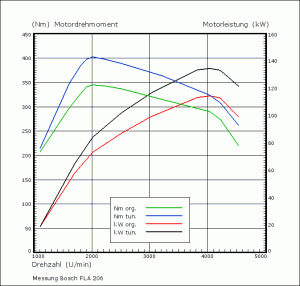 (Nm) Motordrehmoment Motorleistung (kW)
450 160
400 140
350 120
300 100
250 80
200 60
150 40
100 20
50 0
Nm org.
Nm tun.
kW org.
kW tun.
1000 2000 3000 4000 5000
Drehzahl (U/min)
Messung Bosch FLA 206